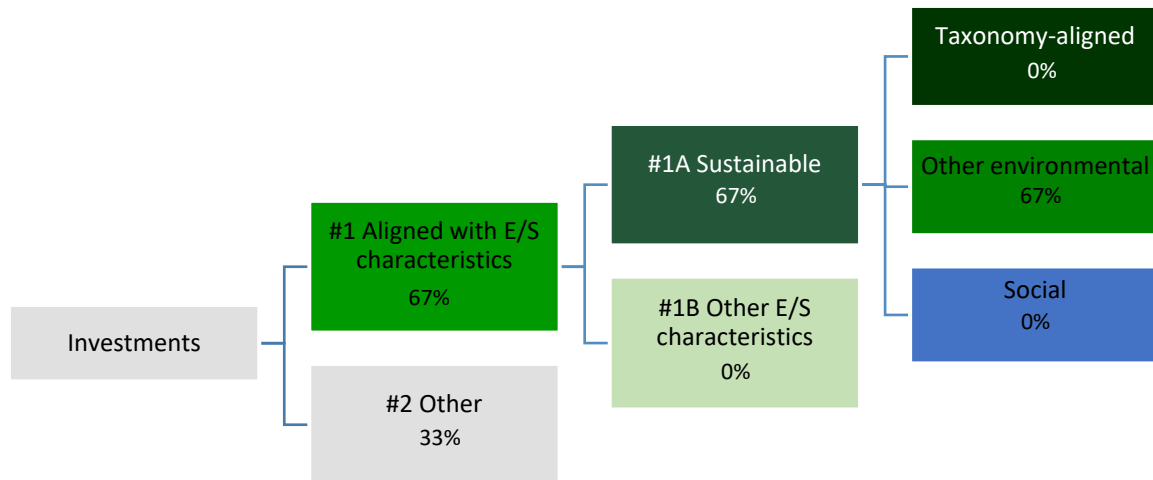 Investments
#1 Aligned with E/S
characteristics
67%
#2 Other
33%
#1A Sustainable
67%
#1B Other E/S
characteristics
0%
Taxonomy-aligned
0%
Other environmental
67%
Social
0%